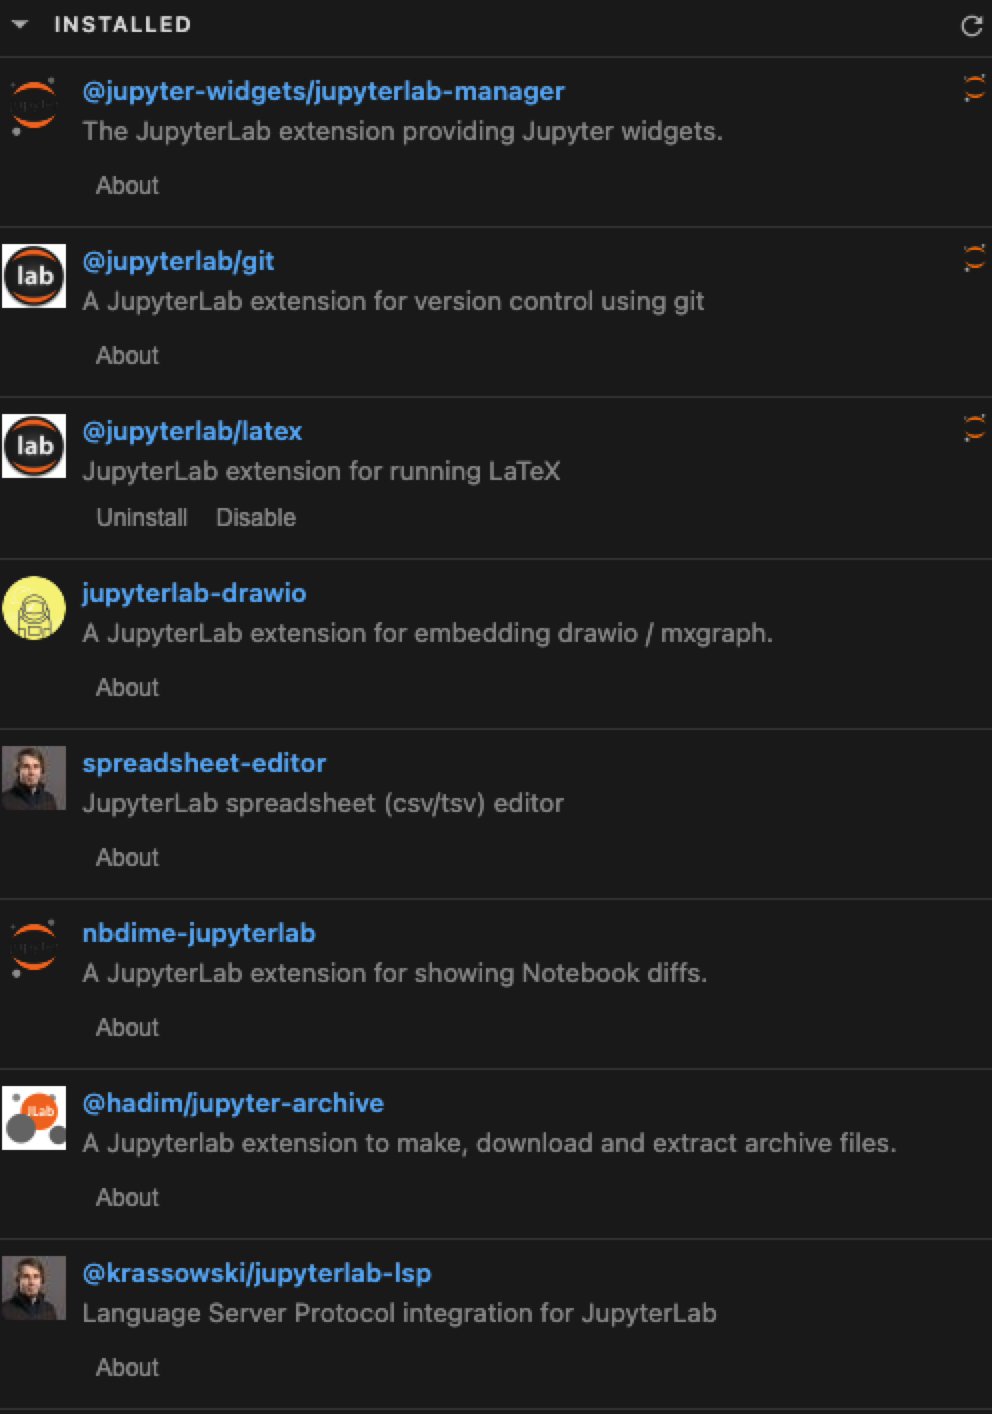 INSTALLED
@jupyter-widgets/jupyterlab-manager
The JupyterLab extension providing Jupyter widgets.
About
lab
@jupyterlab/git
A JupyterLab extension for version control using git
About
lab
@jupyterlab/latex
JupyterLab extension for running LaTeX
Uninstall Disable
jupyterlab-drawio
A JupyterLab extension for embedding drawio / mxgraph.
About
spreadsheet-editor
JupyterLab spreadsheet (csv/tsv) editor
About
nbdime-jupyterlab
A JupyterLab extension for showing Notebook diffs.
About
JLab
@hadim/jupyter-archive
A Jupyterlab extension to make, download and extract archive files.
About
@krassowski/jupyterlab-lsp
Language Server Protocol integration for JupyterLab
About